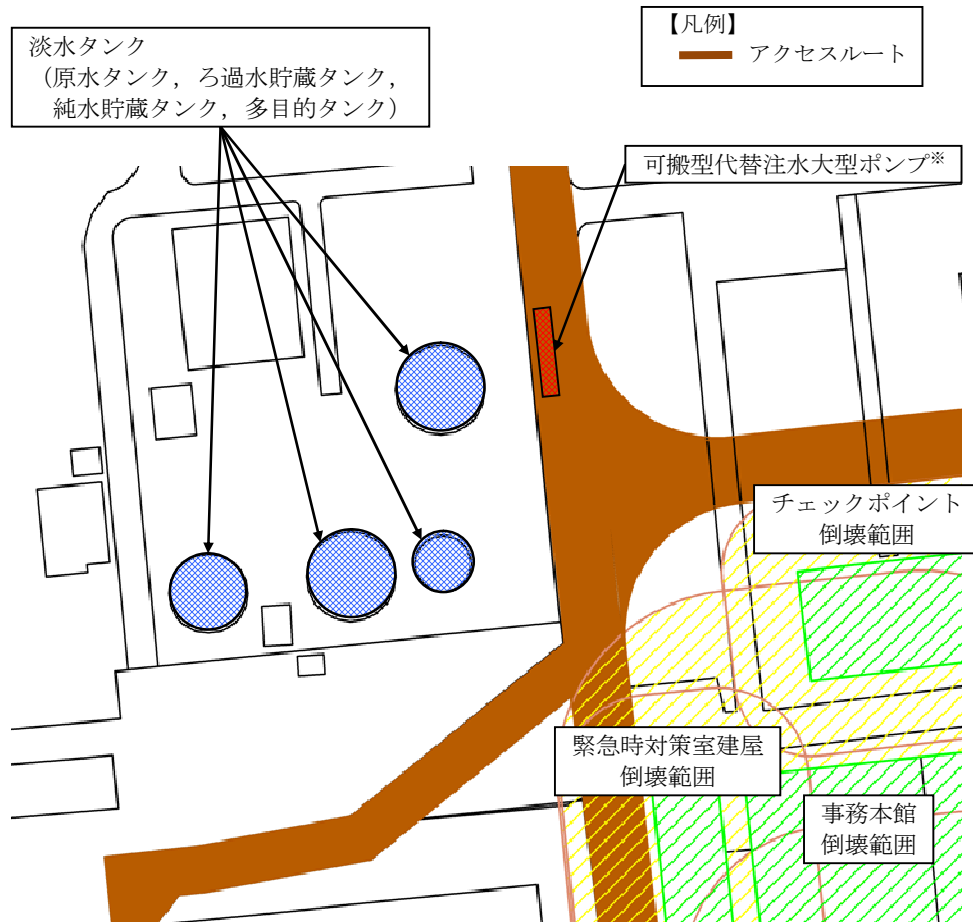 【凡例】
アクセスルート
淡水タンク
(原水タンク,ろ過水貯蔵タンク,
純水貯蔵タンク,多目的タンク)
可搬型代替注水大型ポンプ※
チェックポイント
倒壊範囲
緊急時対策室建屋
倒壊範囲
事務本館
倒壊範囲